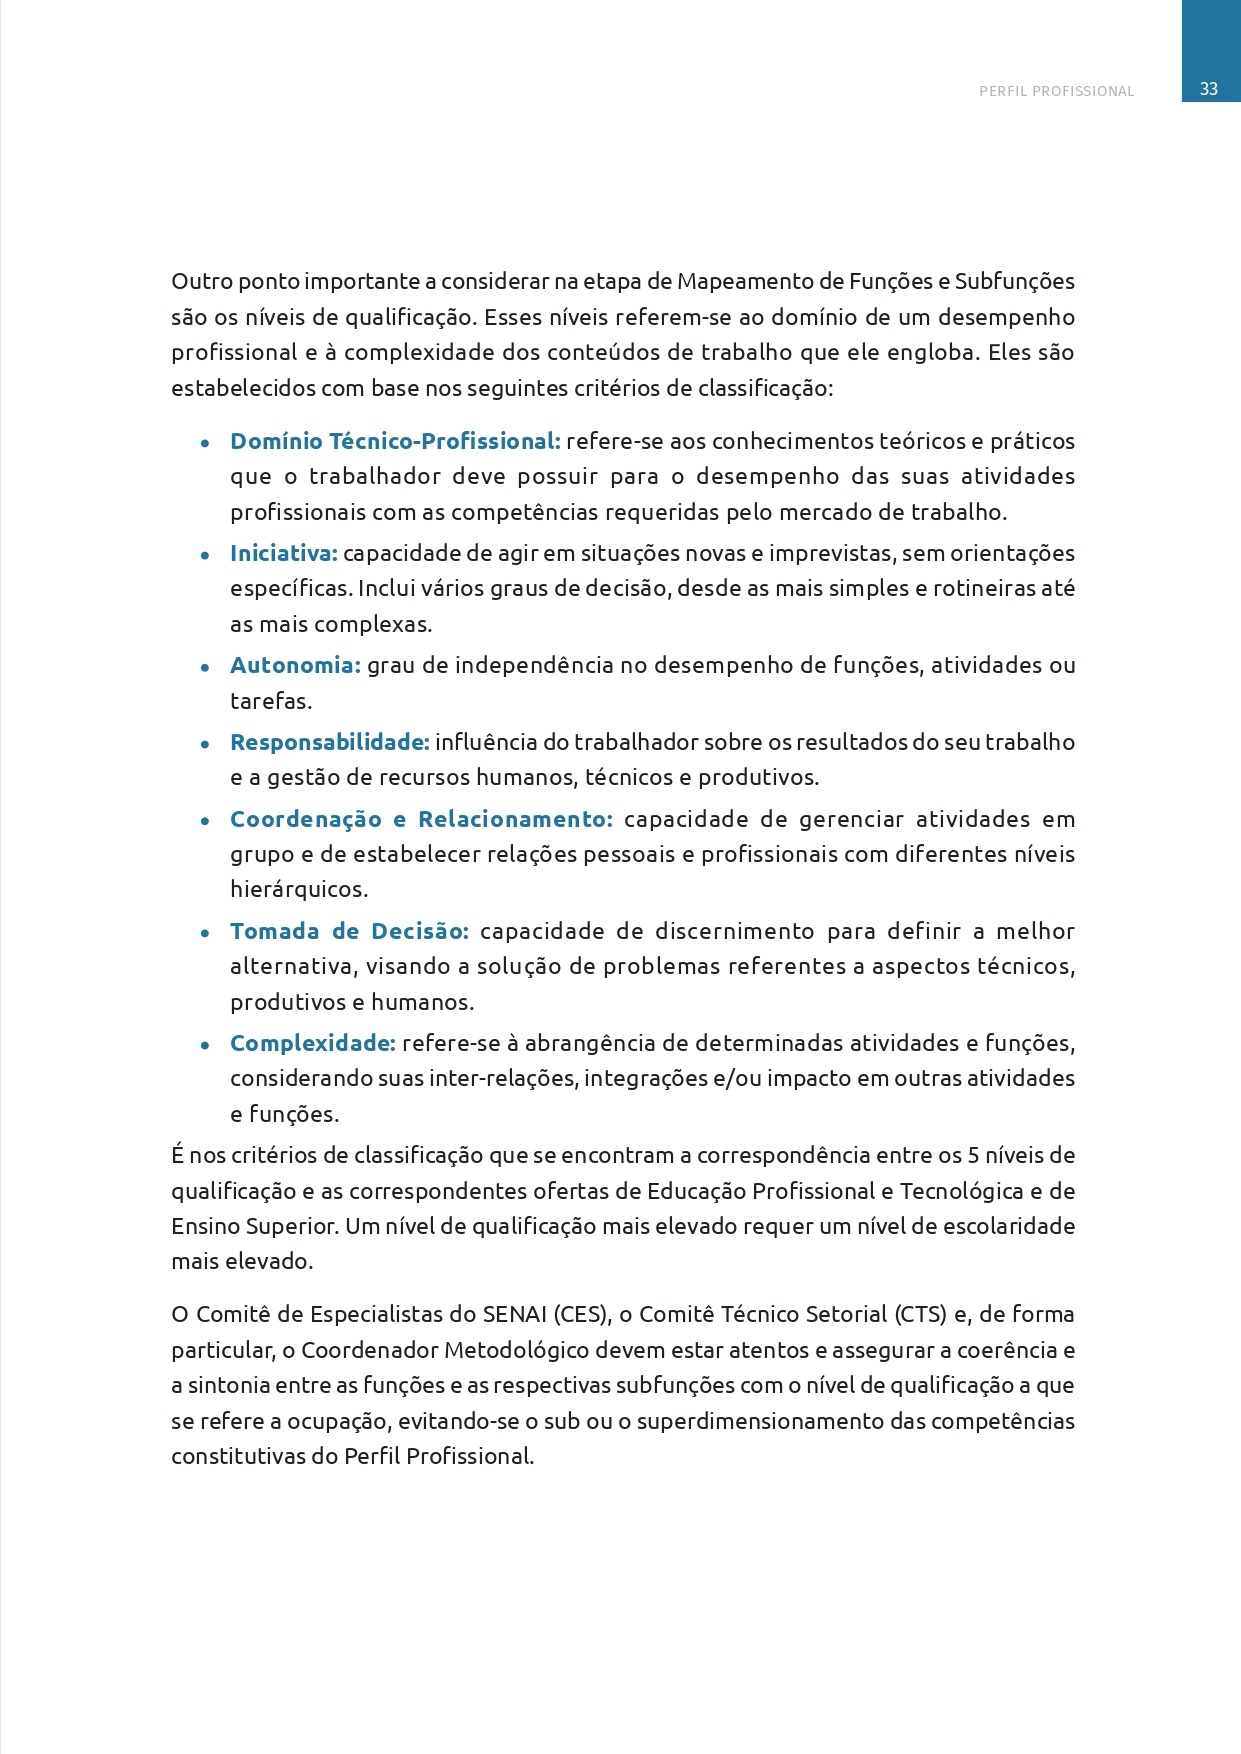 PERFIL PROFISSIONAL
33
Outro ponto importante a considerar na etapa de Mapeamento de Funções e Subfunções
são os níveis de qualificação. Esses níveis referem-se ao domínio de um desempenho
profissional e à complexidade dos conteúdos de trabalho que ele engloba. Eles são
estabelecidos com base nos seguintes critérios de classificação:
• Domínio Técnico-Profissional: refere-se aos conhecimentos teóricos e práticos
que o trabalhador deve possuir para o desempenho das suas atividades
profissionais com as competências requeridas pelo mercado de trabalho.
• Iniciativa: capacidade de agir em situações novas e imprevistas, sem orientações
específicas. Inclui vários graus de decisão, desde as mais simples e rotineiras até
as mais complexas.
• Autonomia: grau de independência no desempenho de funções, atividades ou
tarefas.
• Responsabilidade: influência do trabalhador sobre os resultados do seu trabalho
e a gestão de recursos humanos, técnicos e produtivos.
• Coordenação e Relacionamento: capacidade de gerenciar atividades em
grupo e de estabelecer relações pessoais e profissionais com diferentes níveis
hierárquicos.
• Tomada de Decisão: capacidade de discernimento para definir a melhor
alternativa, visando a solução de problemas referentes a aspectos técnicos,
produtivos e humanos.
• Complexidade: refere-se à abrangência de determinadas atividades e funções,
considerando suas inter-relações, integrações e/ou impacto em outras atividades
e funções.
É nos critérios de classificação que se encontram a correspondência entre os 5 níveis de
qualificação e as correspondentes ofertas de Educação Profissional e Tecnológica e de
Ensino Superior. Um nível de qualificação mais elevado requer um nível de escolaridade
mais elevado.
O Comitê de Especialistas do SENAI (CES), o Comitê Técnico Setorial (CTS) e, de forma
particular, o Coordenador Metodológico devem estar atentos e assegurar a coerência e
a sintonia entre as funções e as respectivas subfunções com o nível de qualificação a que
se refere a ocupação, evitando-se o sub ou o superdimensionamento das competências
constitutivas do Perfil Profissional.